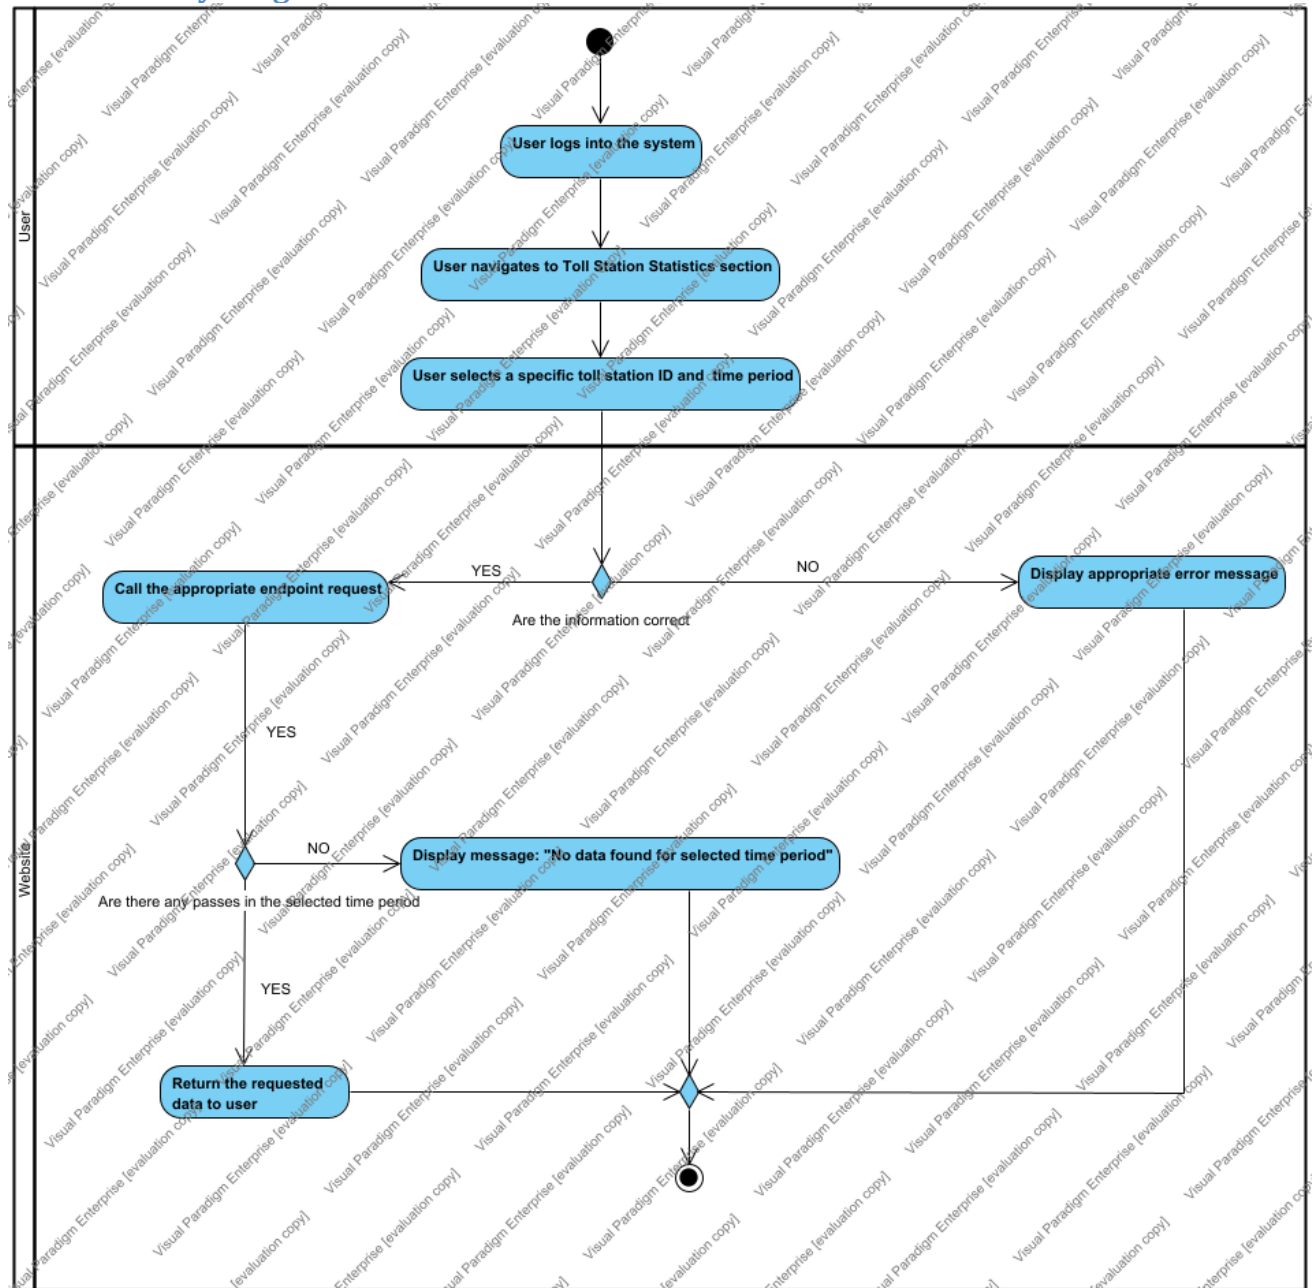 User
User logs into the system
User navigates to Toll Station Statistics section
User selects a specific toll station ID and time period
Website
YES
NO
Call the appropriate endpoint request
Display appropriate error message
Are the information correct
YES
NO
Display message: "No data found for selected time period"
Are there any passes in the selected time period
YES
Return the requested
data to user
Visual Paradigm Enterprise [evaluation copy]